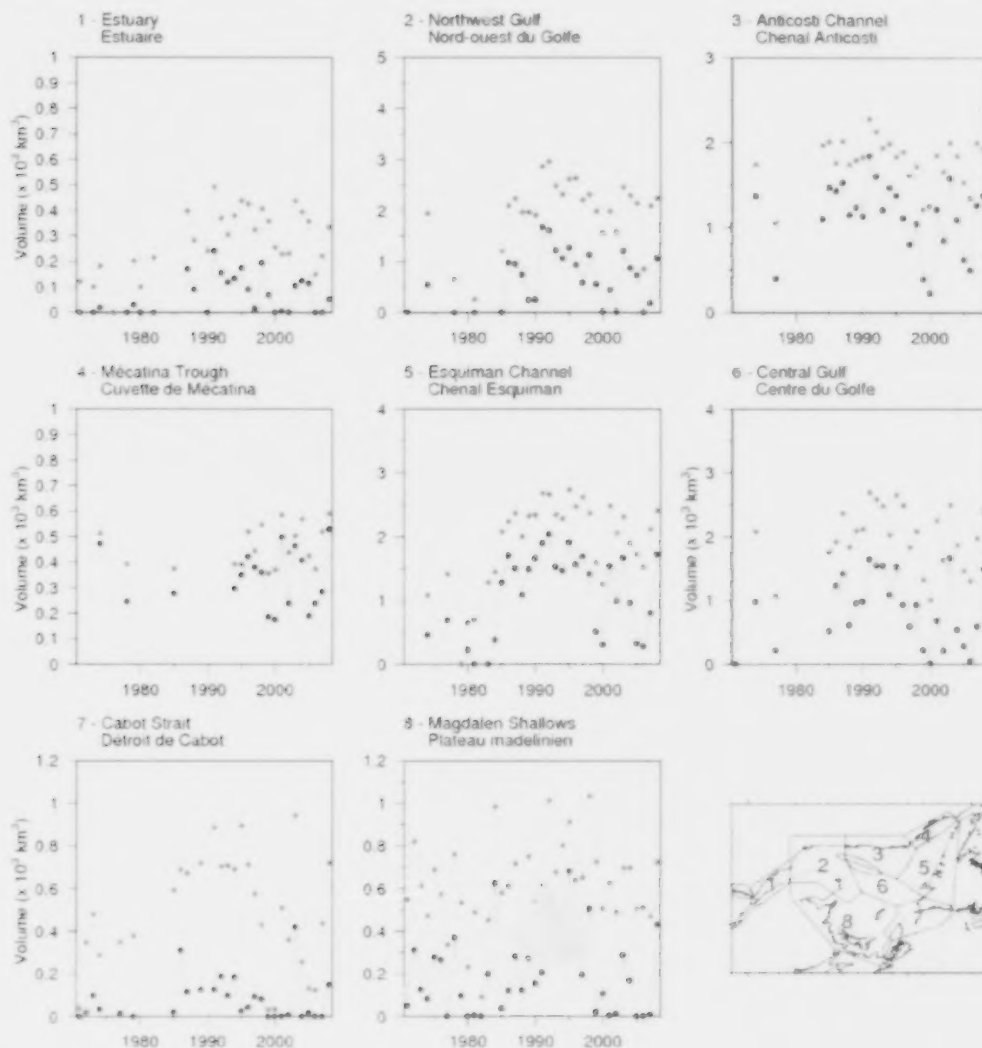 1 - Estuary
Estuaire
2 - Northwest Gulf
Nord-ouest du Golfe
3 - Anticosti Channel
Chenal Anticosti
Volume (x 10³ km³)
1
0.9
0.8
0.7
0.6
0.5
0.4
0.3
0.2
0.1
0
1980 1990 2000
5
4
3
2
1
0
1980 1990 2000
3
2
1
0
1980 1990 2000
4 - Mécatina Trough
Cuvette de Mécatina
5 - Esquiman Channel
Chenal Esquiman
6 - Central Gulf
Centre du Golfe
Volume (x 10³ km³)
1
0.9
0.8
0.7
0.6
0.5
0.4
0.3
0.2
0.1
0
1980 1990 2000
4
3
2
1
0
1980 1990 2000
Volume (x 10³ km³)
4
3
2
1
0
1980 1990 2000
7 - Cabot Strait
Détroit de Cabot
8 - Magdalen Shallows
Plateau madelinien
Volume (x 10³ km³)
1.2
1
0.8
0.6
0.4
0.2
0
1980 1990 2000
1.2
1
0.8
0.6
0.4
0.2
0
1980 1990 2000
4
3
2
5
1
6
8